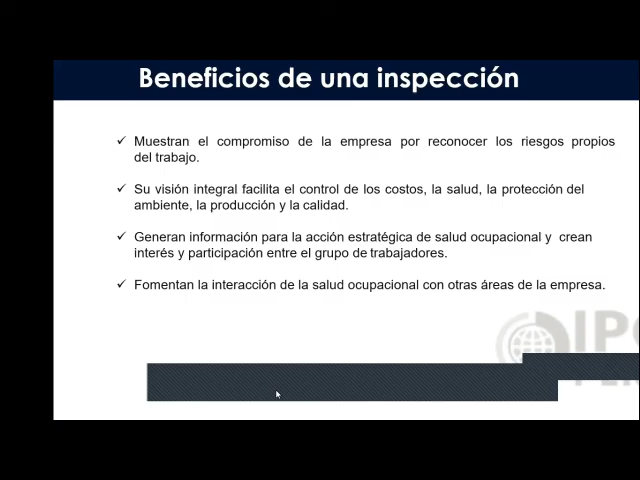 Beneficios de una inspección
✓ Muestran el compromiso de la empresa por reconocer los riesgos propios
del trabajo.
✓ Su visión integral facilita el control de los costos, la salud, la protección del
ambiente, la producción y la calidad.
✓ Generan información para la acción estratégica de salud ocupacional y crean
interés y participación entre el grupo de trabajadores.
✓ Fomentan la interacción de la salud ocupacional con otras áreas de la empresa.